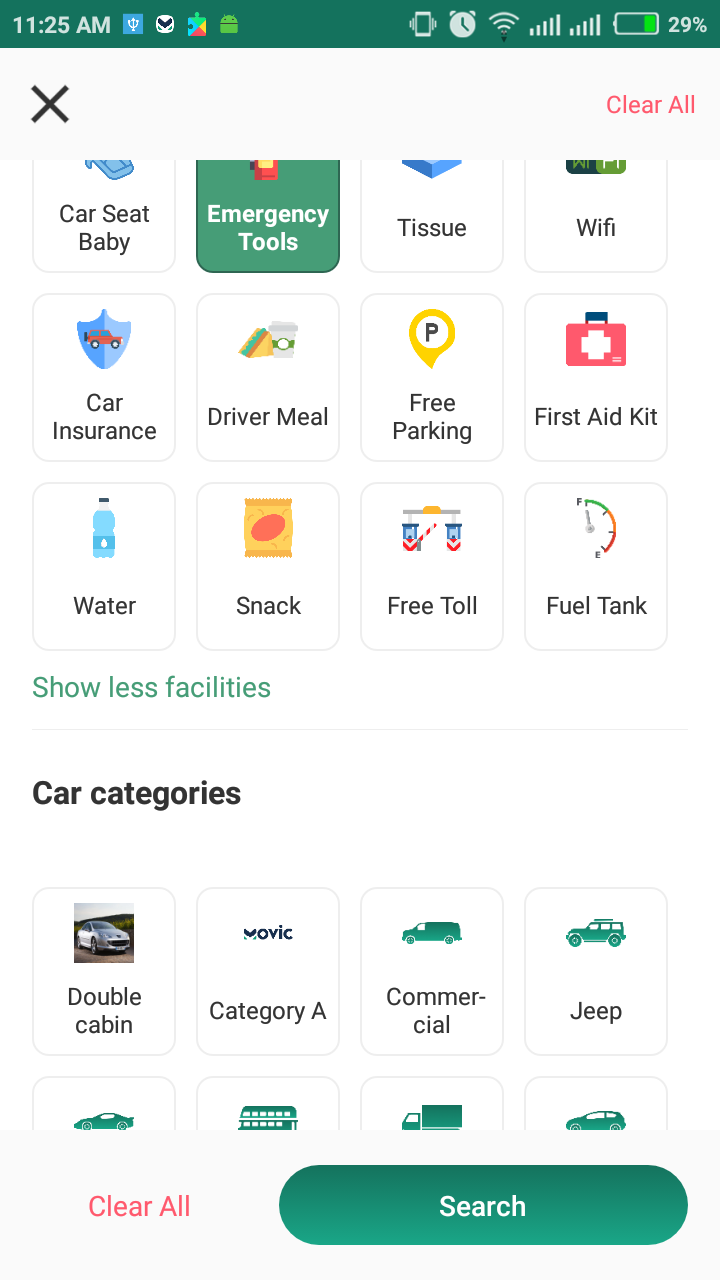 11:25 AM
29%
Clear All
Car Seat
Baby
Emergency
Tools
Tissue
Wifi
Car
Insurance
Driver Meal
P
Free
Parking
First Aid Kit
Water
Snack
Free Toll
F
E
Fuel Tank
Show less facilities
Car categories
Double
cabin
Movic
Category A
Commer-
cial
Jeep
Clear All
Search